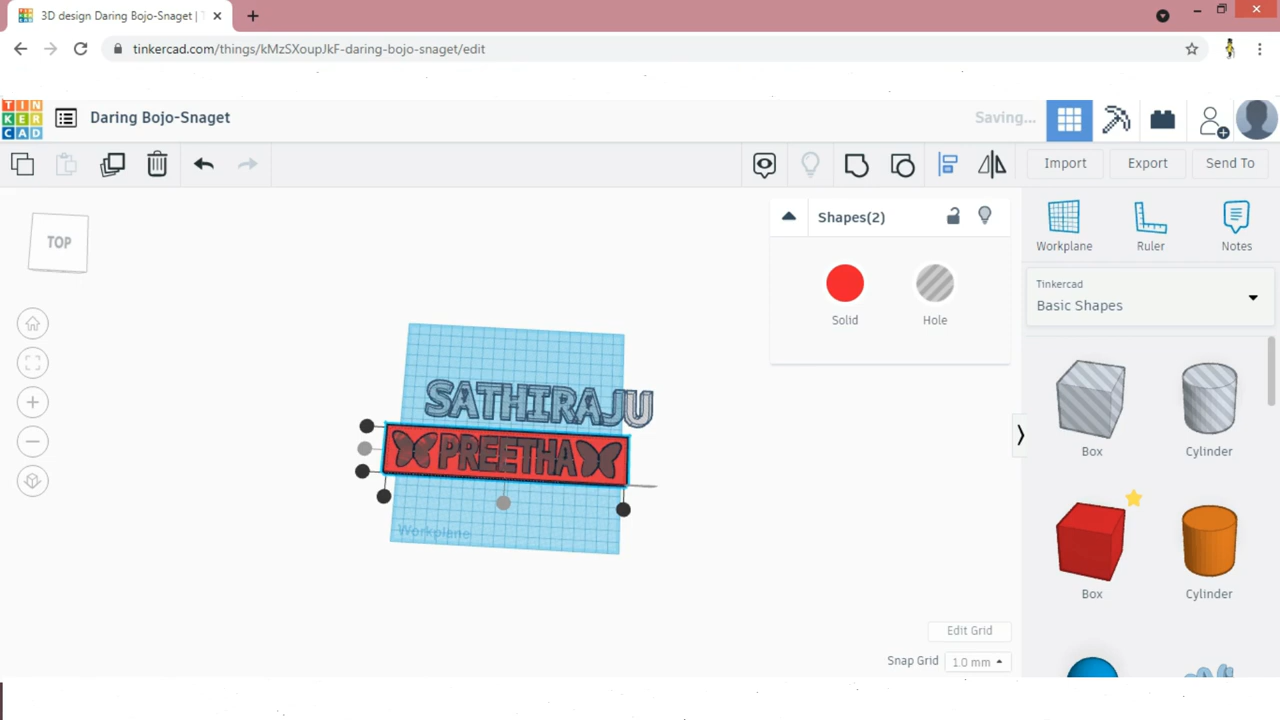 3D design Daring Bojo-Snaget | T
tinkercad.com/things/kMzSXoupJkF-daring-bojo-snaget/edit
TIN
KER
CAD
Daring Bojo-Snaget
Saving...
Import
Export
Send To
TOP
Shapes(2)
Solid
Hole
Workplane
Ruler
Notes
Tinkercad
Basic Shapes
SATHIRAJU
PREETHA
Workplane
Box
Cylinder
Box
Cylinder
Edit Grid
Snap Grid
1.0 mm